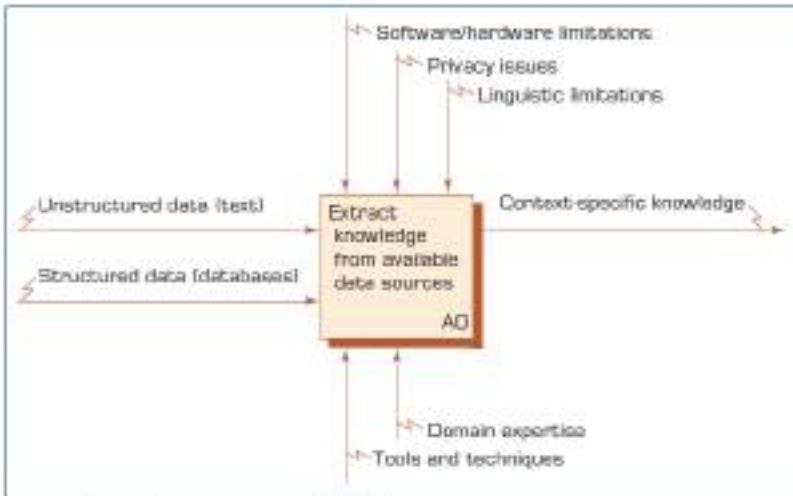 Software/hardware limitations
Privacy issues
Linguistic limitations
Unstructured data (text)
Context-specific knowledge
Extract
knowledge
from available
data sources
Structured data (databases)
A0
Domain expertise
Tools and techniques